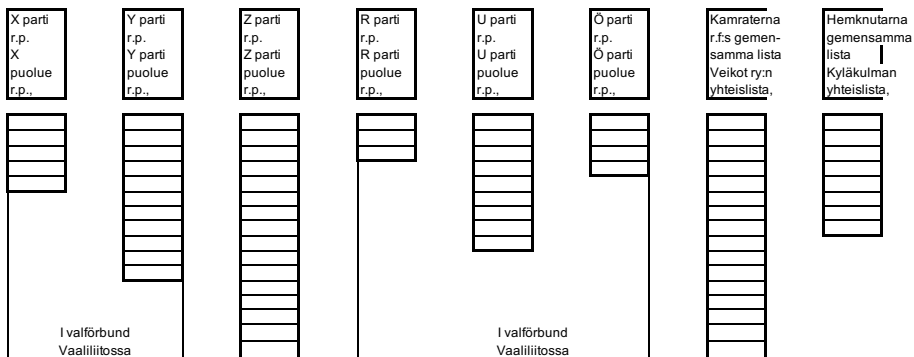 X parti
r.p.
X
puolue
r.p.,
Y parti
r.p.
Y parti
puolue
r.p.,
Z parti
r.p.
Z parti
puolue
r.p.,
R parti
r.p.
R parti
puolue
r.p.,
U parti
r.p.
U parti
puolue
r.p.,
Ö parti
r.p.
Ö parti
puolue
r.p.,
Kamraterna
r.f:s gemen-
samma lista
Veikot ry:n
yhteislista,
Hemknutarna
gemensamma
lista
Kyläkulman
yhteislista,
I valförbund
Vaaliliitossa
I valförbund
Vaaliliitossa